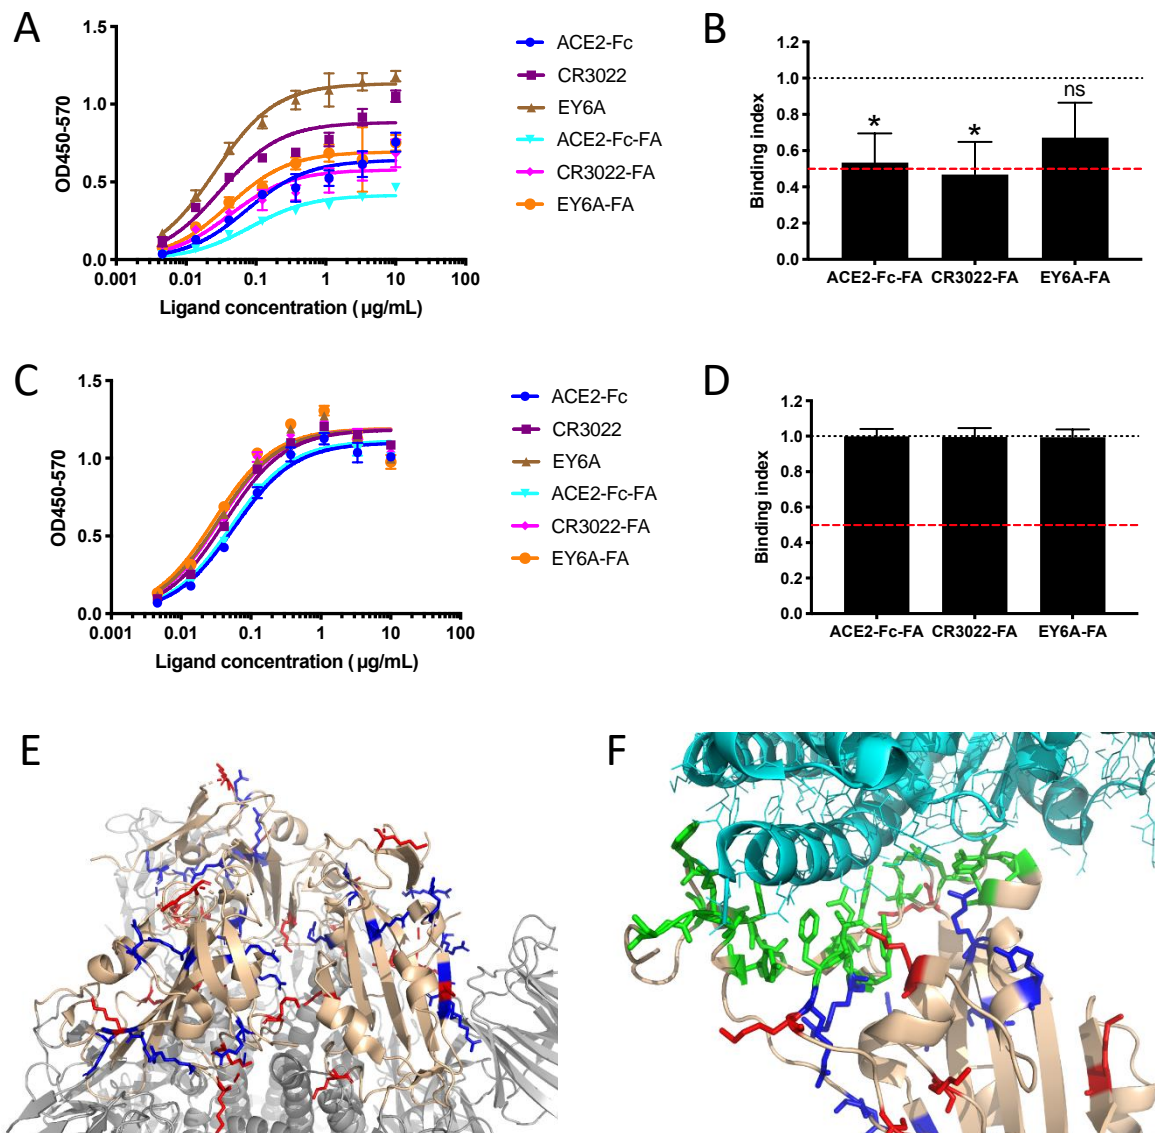 A
1.5
1.0
0.5
0.0
OD450-570
0.001
0.01
0.1
1
10
100
Ligand concentration (µg/mL)
ACE2-Fc
CR3022
EY6A
ACE2-Fc-FA
CR3022-FA
EY6A-FA
B
1.2
1.0
0.8
0.6
0.4
0.2
0.0
Binding index
*
*
ns
ACE2-Fc-FA
CR3022-FA
EY6A-FA
C
1.5
1.0
0.5
0.0
OD450-570
0.001
0.01
0.1
1
10
100
Ligand concentration (µg/mL)
ACE2-Fc
CR3022
EY6A
ACE2-Fc-FA
CR3022-FA
EY6A-FA
D
1.2
1.0
0.8
0.6
0.4
0.2
0.0
Binding index
ACE2-Fc-FA
CR3022-FA
EY6A-FA
E
F